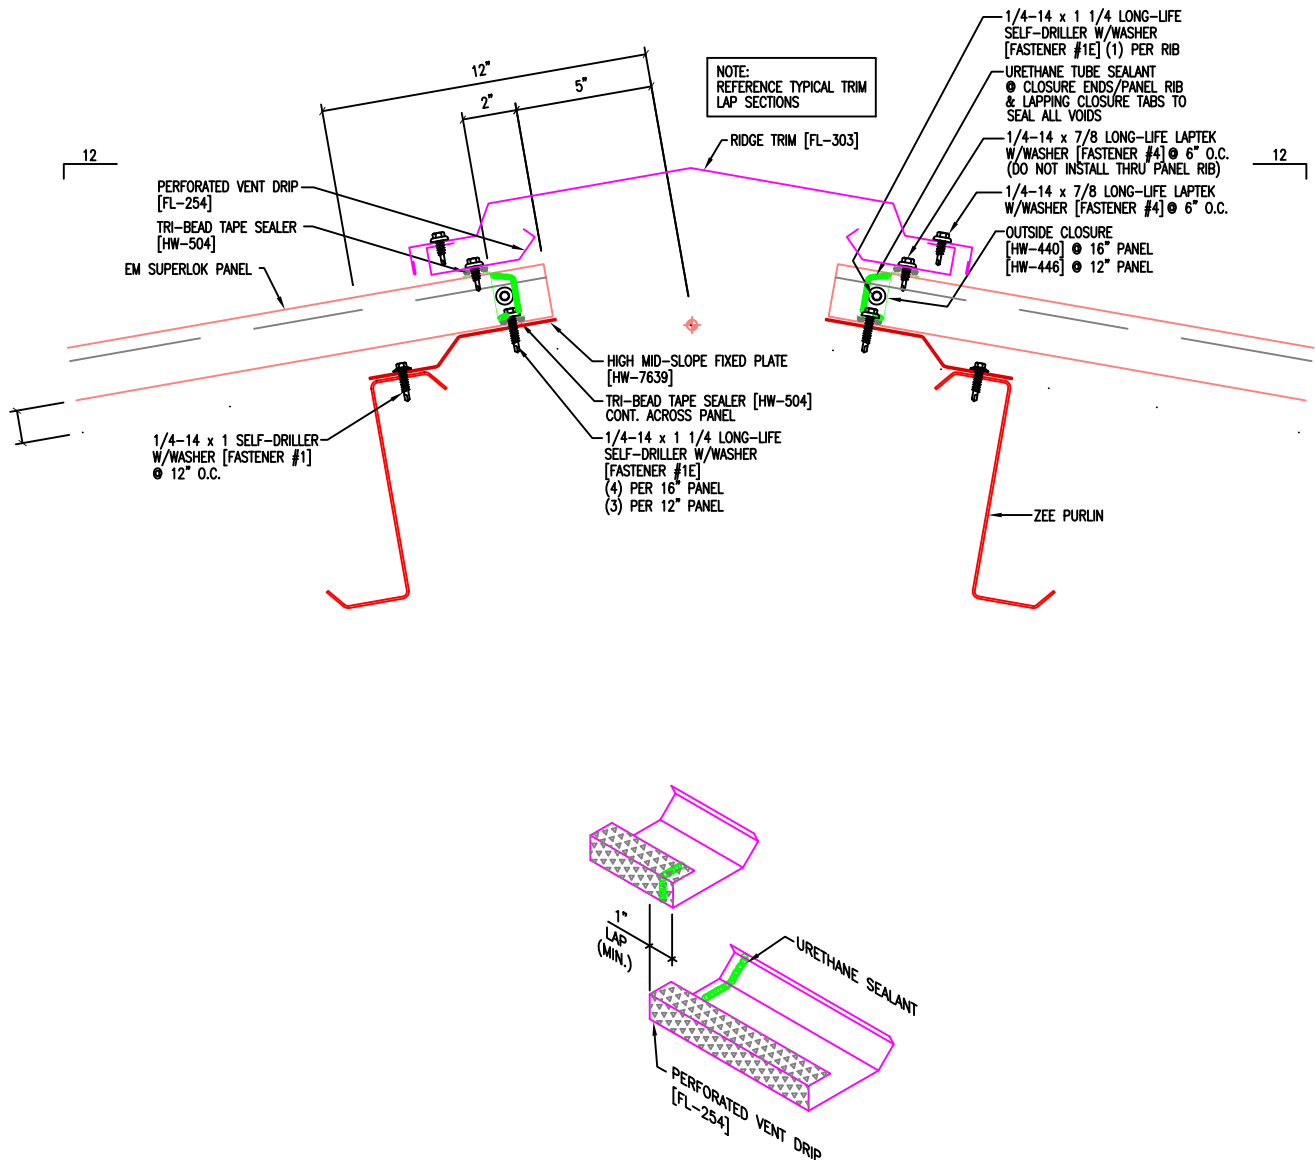 1/4-14 x 1 1/4 LONG-LIFE
SELF-DRILLER W/WASHER
[FASTENER #1E] (1) PER RIB
URETHANE TUBE SEALANT
@ CLOSURE ENDS/PANEL RIB
& LAPPING CLOSURE TABS TO
SEAL ALL VOIDS
1/4-14 x 7/8 LONG-LIFE LAPTEK
W/WASHER [FASTENER #4] @ 6" O.C.
(DO NOT INSTALL THRU PANEL RIB)
1/4-14 x 7/8 LONG-LIFE LAPTEK
W/WASHER [FASTENER #4] @ 6" O.C.
OUTSIDE CLOSURE
[HW-440] @ 16" PANEL
[HW-446] @ 12" PANEL
12"
2"
5"
NOTE:
REFERENCE TYPICAL TRIM
LAP SECTIONS
RIDGE TRIM [FL-303]
12
12
PERFORATED VENT DRIP
[FL-254]
TRI-BEAD TAPE SEALER
[HW-504]
EM SUPERLOK PANEL
HIGH MID-SLOPE FIXED PLATE
[HW-7639]
TRI-BEAD TAPE SEALER [HW-504]
CONT. ACROSS PANEL
1/4-14 x 1 1/4 LONG-LIFE
SELF-DRILLER W/WASHER
[FASTENER #1E]
(4) PER 16" PANEL
(3) PER 12" PANEL
1/4-14 x 1 SELF-DRILLER
W/WASHER [FASTENER #1]
@ 12" O.C.
ZEE PURLIN
1"
LAP
(MIN.)
URETHANE SEALANT
PERFORATED VENT DRIP
[FL-254]